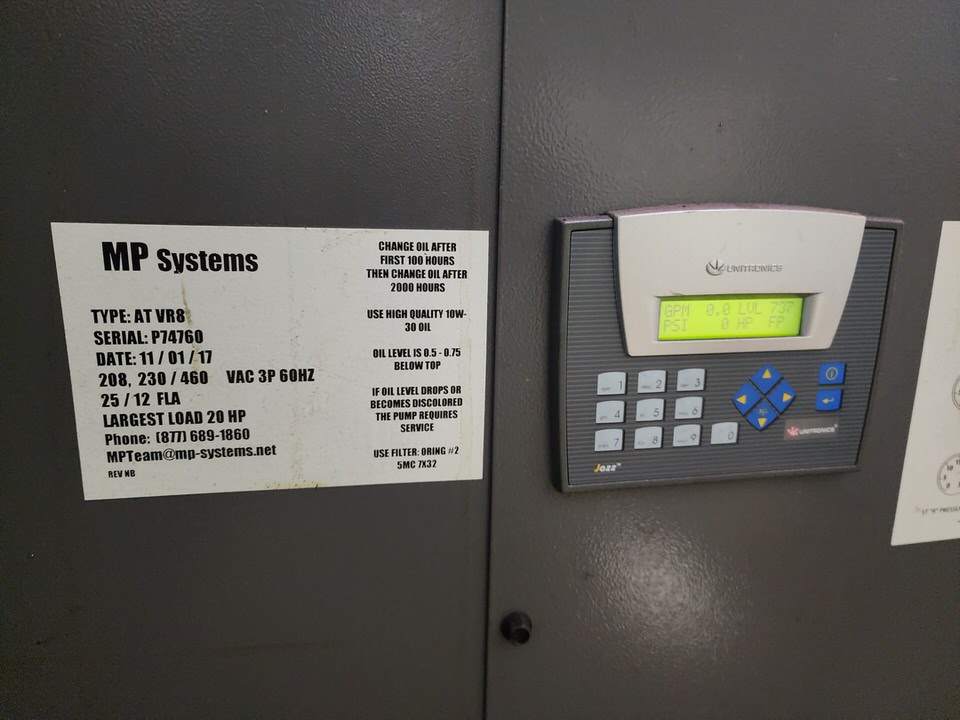 MP Systems
TYPE: AT VR8
SERIAL: P74760
DATE: 11 / 01 / 17
208, 230 / 460 VAC 3P 60HZ
25 / 12 FLA
LARGEST LOAD 20 HP
Phone: (877) 689-1860
MPTeam@mp-systems.net
REV NB
CHANGE OIL AFTER
FIRST 100 HOURS
THEN CHANGE OIL AFTER
2000 HOURS
USE HIGH QUALITY 10W-
30 OIL
OIL LEVEL IS 0.5 - 0.75
BELOW TOP
IF OIL LEVEL DROPS OR
BECOMES DISCOLORED
THE PUMP REQUIRES
SERVICE
USE FILTER: ORING #2
5MC 7X32
UNITRONICS
GPM 0.0 LVL 737
PSI 0 HP FP
1 2 3
4 5 6
7 8 9 0
+/-
UNITRONICS
Jazz™